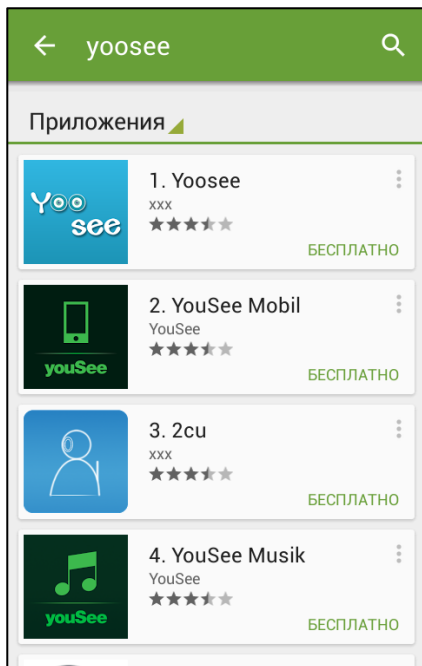 yoosee
Приложения
Yoo
see
1. Yoosee
xxx
БЕСПЛАТНО
2. YouSee Mobil
YouSee
youSee
БЕСПЛАТНО
3. 2cu
xxx
БЕСПЛАТНО
4. YouSee Musik
YouSee
youSee
БЕСПЛАТНО